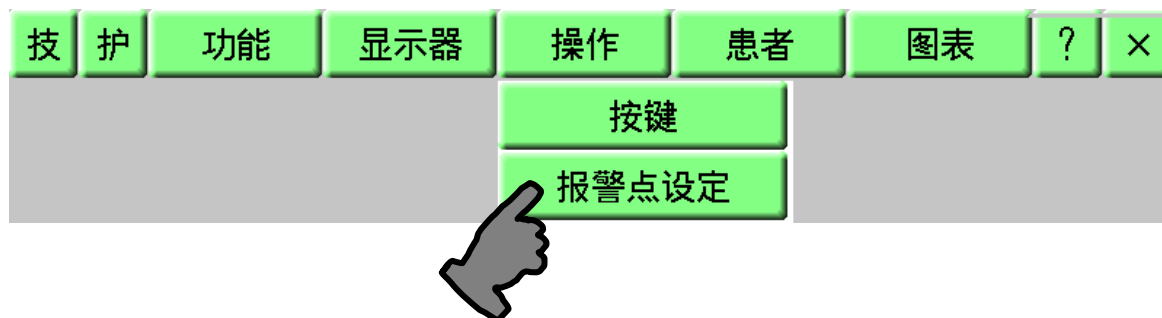 技 护 功能 显示器 操作 患者 图表 ? ×
按键
报警点设定